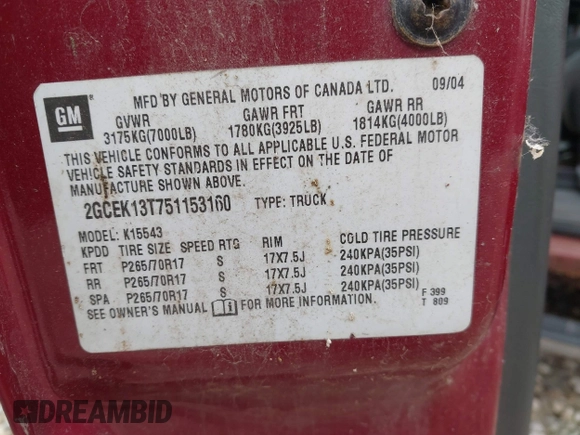 GM
MFD BY GENERAL MOTORS OF CANADA LTD. 09/04
GVWR GAWR FRT GAWR RR
3175KG(7000LB) 1780KG(3925LB) 1814KG(4000LB)
THIS VEHICLE CONFORMS TO ALL APPLICABLE U.S. FEDERAL MOTOR
VEHICLE SAFETY STANDARDS IN EFFECT ON THE DATE OF
MANUFACTURE SHOWN ABOVE.
2GCEK13T751153160 TYPE: TRUCK
MODEL: K15543
KPDD TIRE SIZE SPEED RTG RIM COLD TIRE PRESSURE
FRT P265/70R17 S 17X7.5J 240KPA(35PSI)
RR P265/70R17 S 17X7.5J 240KPA(35PSI)
SPA P265/70R17 S 17X7.5J 240KPA(35PSI)
SEE OWNER'S MANUAL FOR MORE INFORMATION.
F 399
T 809
DREAMBID